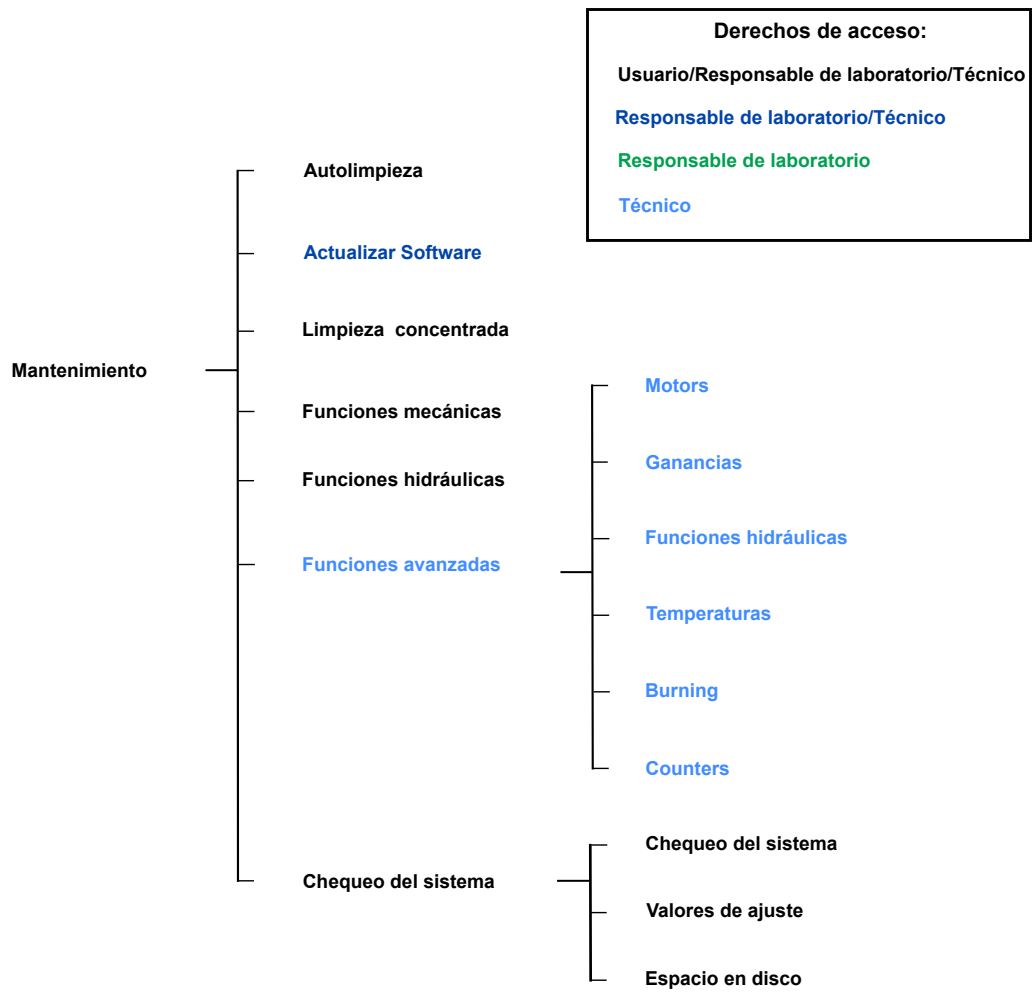 Derechos de acceso:
Usuario/Responsable de laboratorio/Técnico
Responsable de laboratorio/Técnico
Responsable de laboratorio
Técnico
Mantenimiento
Autolimpieza
Actualizar Software
Limpieza concentrada
Funciones mecánicas
Funciones hidráulicas
Funciones avanzadas
Motors
Ganancias
Funciones hidráulicas
Temperaturas
Burning
Counters
Chequeo del sistema
Chequeo del sistema
Valores de ajuste
Espacio en disco